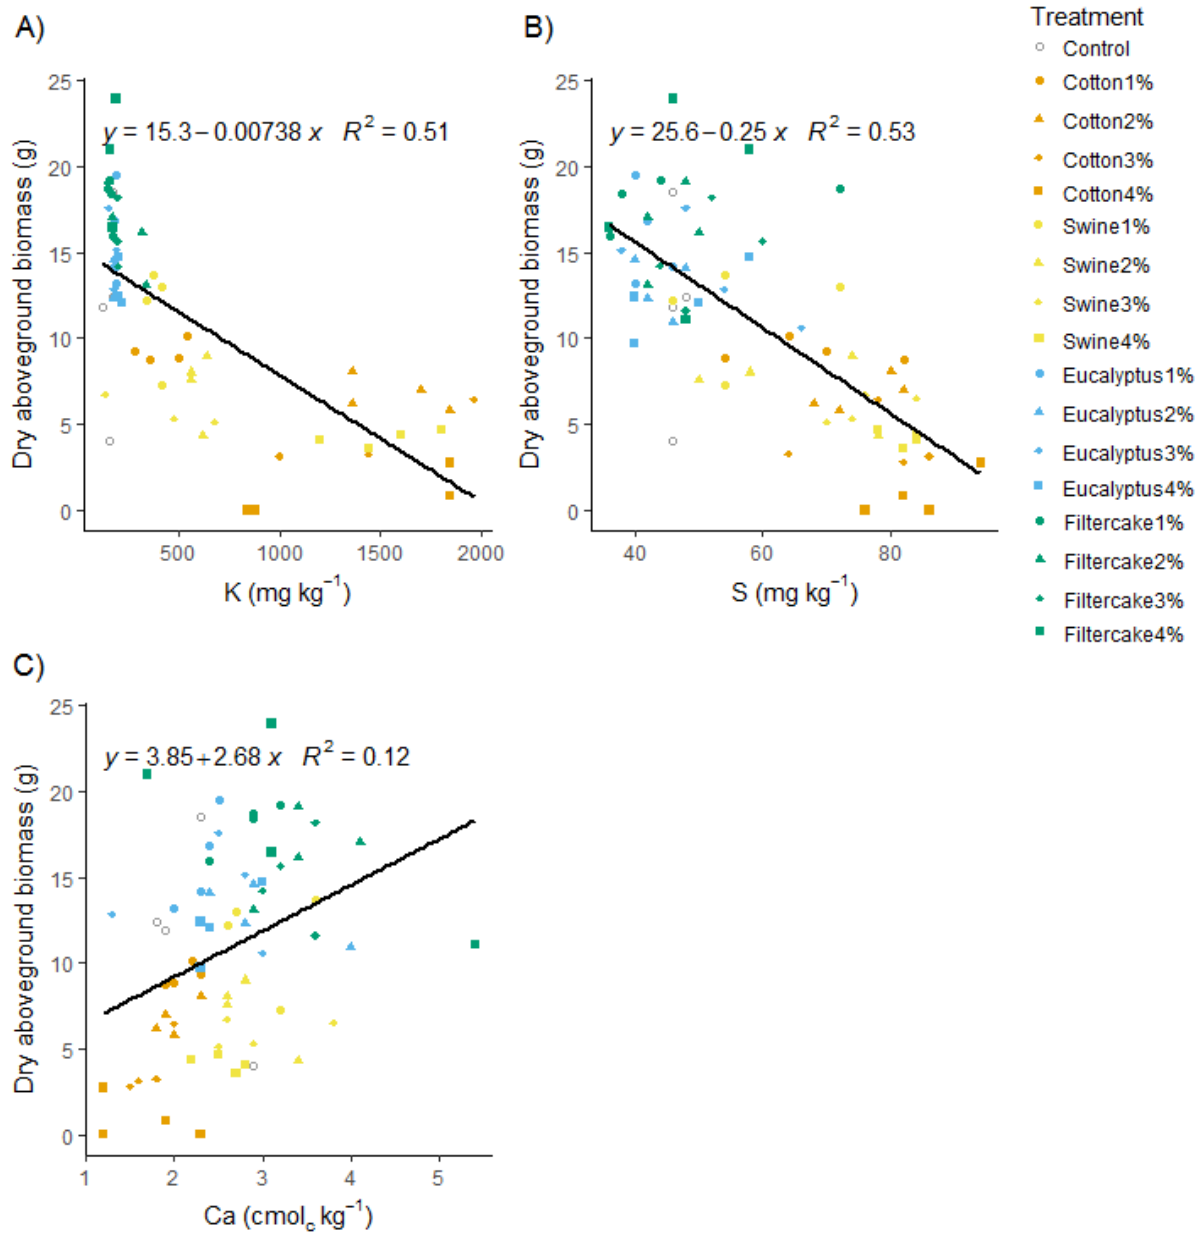 A)
Dry aboveground biomass (g)
25
20
15
10
5
0
y = 15.3 − 0.00738 x R² = 0.51
500 1000 1500 2000
K (mg kg⁻¹)
B)
Dry aboveground biomass (g)
25
20
15
10
5
0
y = 25.6 − 0.25 x R² = 0.53
40 60 80
S (mg kg⁻¹)
Treatment
Control
Cotton1%
Cotton2%
Cotton3%
Cotton4%
Swine1%
Swine2%
Swine3%
Swine4%
Eucalyptus1%
Eucalyptus2%
Eucalyptus3%
Eucalyptus4%
Filtercake1%
Filtercake2%
Filtercake3%
Filtercake4%
C)
Dry aboveground biomass (g)
25
20
15
10
5
0
y = 3.85 + 2.68 x R² = 0.12
1 2 3 4 5
Ca (cmol_c kg⁻¹)